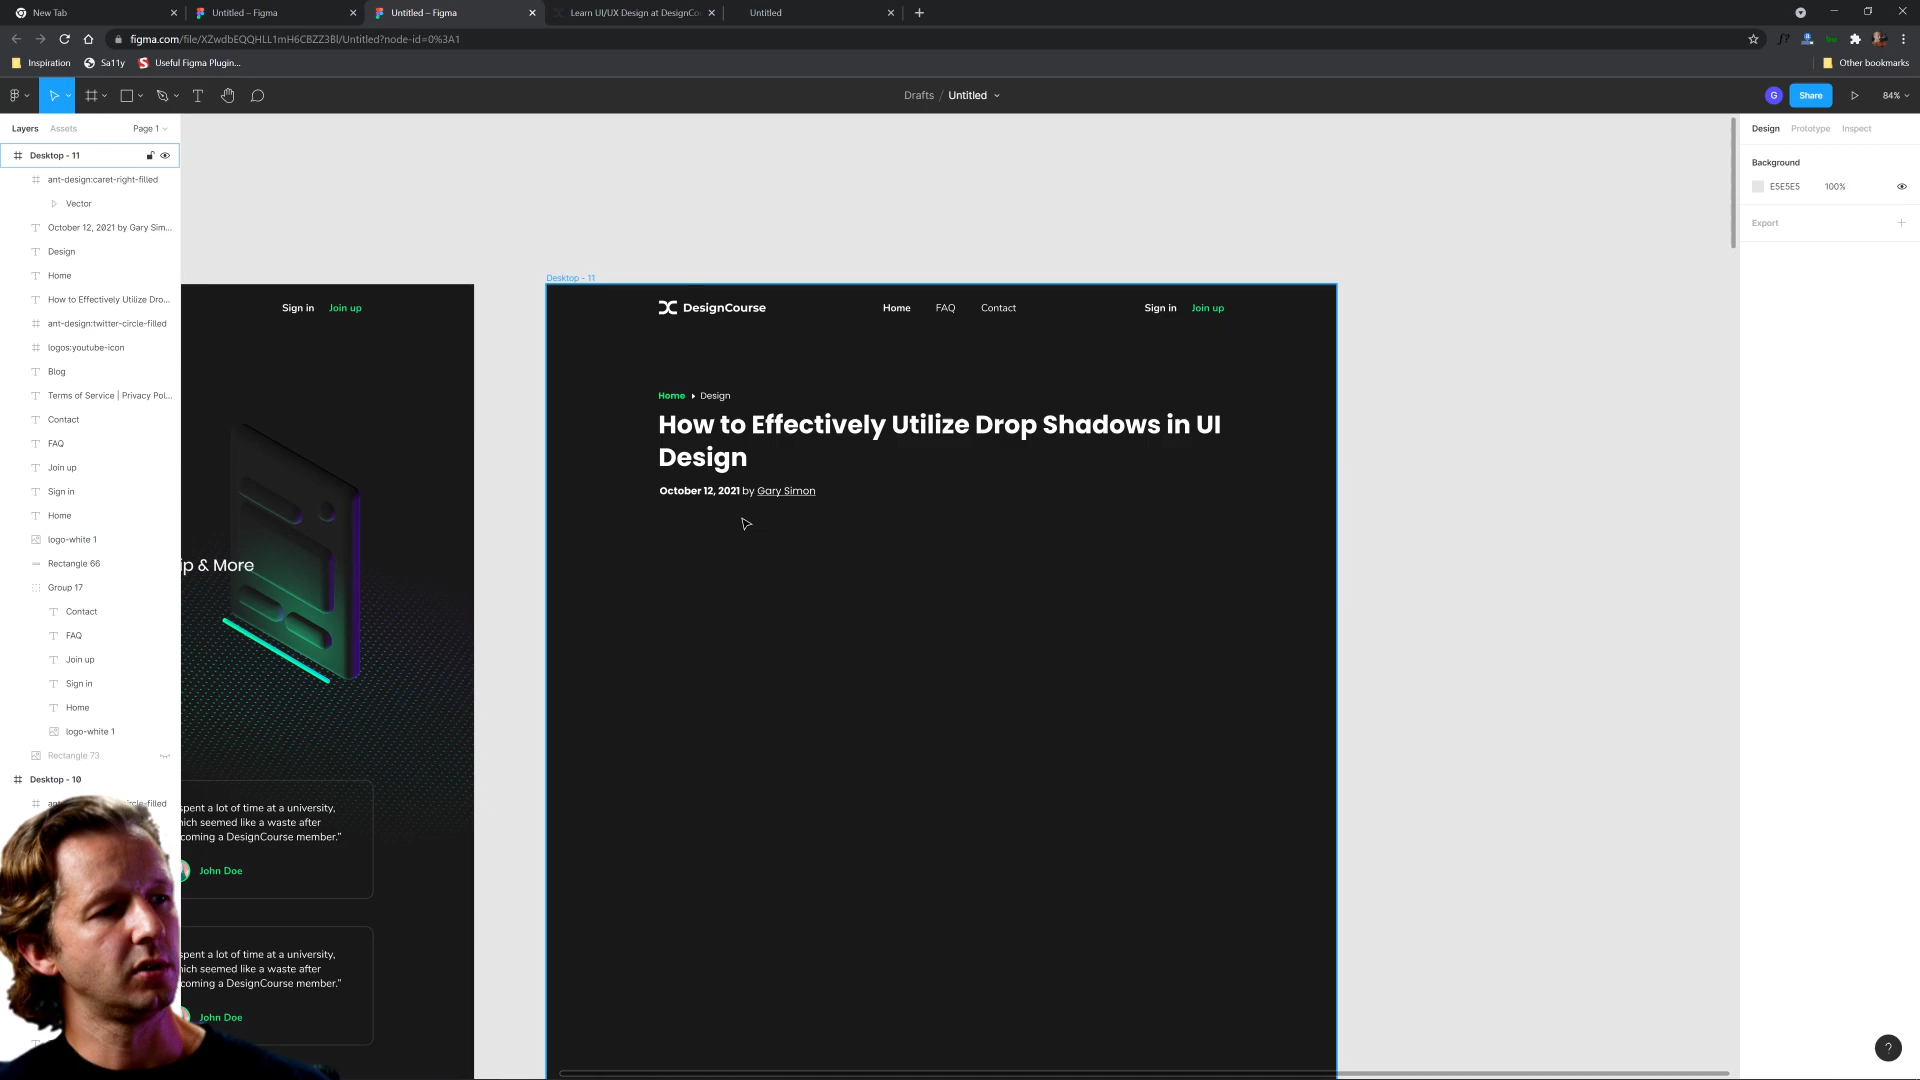 New Tab
Untitled – Figma
Untitled – Figma
Learn UI/UX Design at DesignCo
Untitled
figma.com/file/XZwdbEQQHLL1mH6CBZZ3Bl/Untitled?node-id=0%3A1
Inspiration
Sa11y
Useful Figma Plugin...
Other bookmarks
Drafts / Untitled
G
Share
84%
Layers
Assets
Page 1
Desktop - 11
ant-design:caret-right-filled
Vector
October 12, 2021 by Gary Sim...
Design
Home
How to Effectively Utilize Dro...
ant-design:twitter-circle-filled
logos:youtube-icon
Blog
Terms of Service | Privacy Pol...
Contact
FAQ
Join up
Sign in
Home
logo-white 1
Rectangle 66
Group 17
Contact
FAQ
Join up
Sign in
Home
logo-white 1
Rectangle 73
Desktop - 10
Sign in
Join up
ip & More
spent a lot of time at a university,
hich seemed like a waste after
coming a DesignCourse member.”
John Doe
spent a lot of time at a university,
hich seemed like a waste after
coming a DesignCourse member.”
John Doe
Desktop - 11
DesignCourse
Home
FAQ
Contact
Sign in
Join up
Home
Design
How to Effectively Utilize Drop Shadows in UI
Design
October 12, 2021 by Gary Simon
Design
Prototype
Inspect
Background
E5E5E5
100%
Export
?